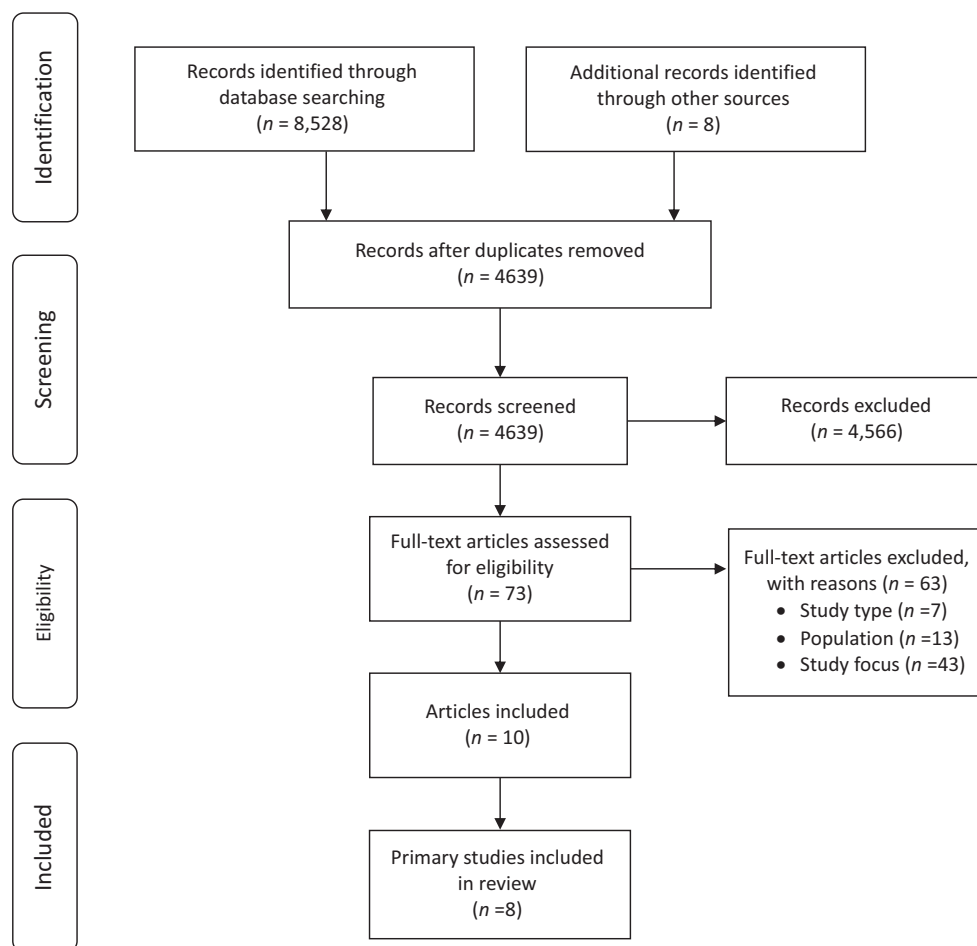 Identification
Records identified through
database searching
(n = 8,528)
Additional records identified
through other sources
(n = 8)
Records after duplicates removed
(n = 4639)
Screening
Records screened
(n = 4639)
Records excluded
(n = 4,566)
Eligibility
Full-text articles assessed
for eligibility
(n = 73)
Full-text articles excluded,
with reasons (n = 63)
• Study type (n =7)
• Population (n =13)
• Study focus (n =43)
Articles included
(n = 10)
Included
Primary studies included
in review
(n =8)